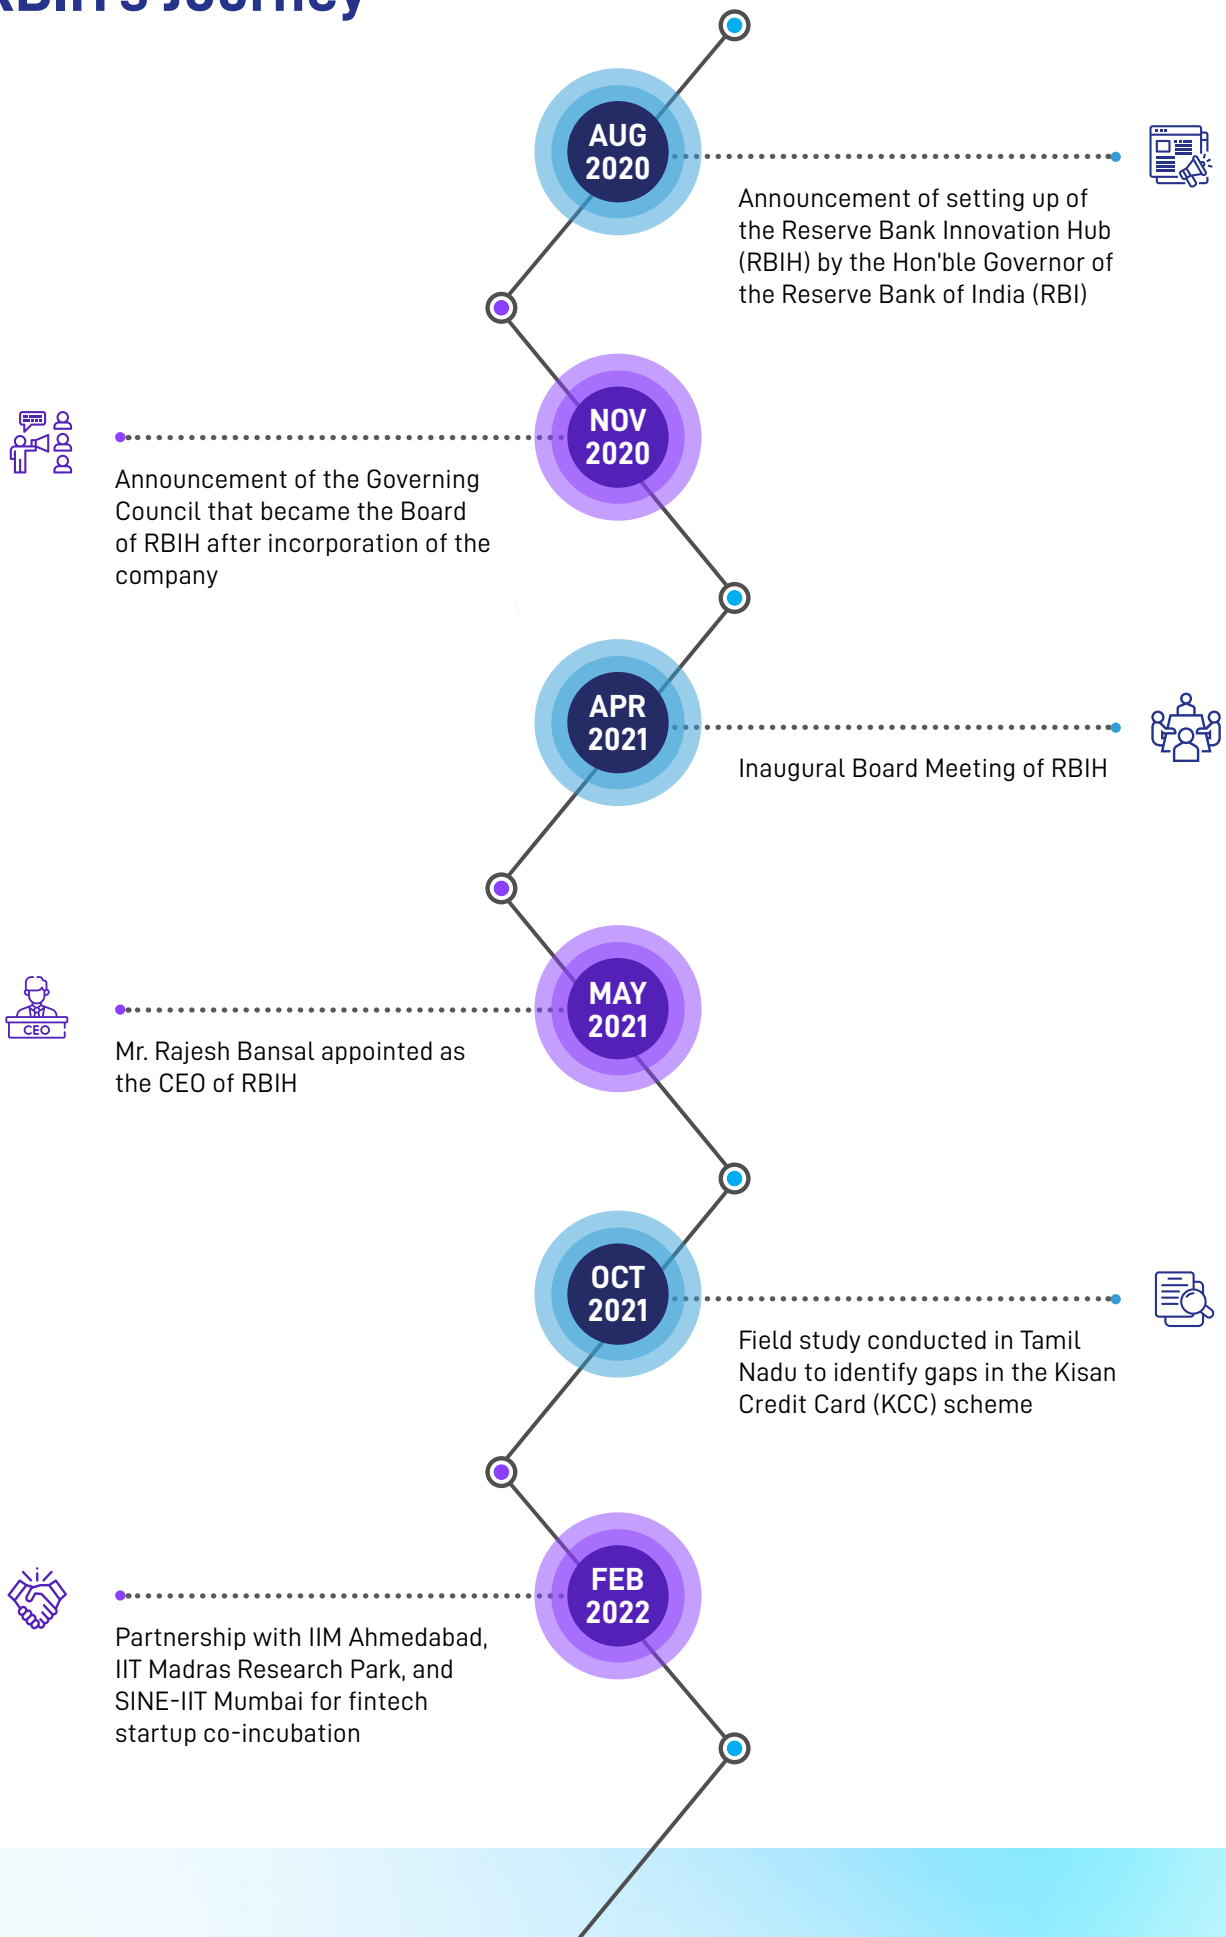 RBIH's Journey
AUG
2020
Announcement of setting up of
the Reserve Bank Innovation Hub
(RBIH) by the Hon'ble Governor of
the Reserve Bank of India (RBI)
NOV
2020
Announcement of the Governing
Council that became the Board
of RBIH after incorporation of the
company
APR
2021
Inaugural Board Meeting of RBIH
MAY
2021
CEO
Mr. Rajesh Bansal appointed as
the CEO of RBIH
OCT
2021
Field study conducted in Tamil
Nadu to identify gaps in the Kisan
Credit Card (KCC) scheme
FEB
2022
Partnership with IIM Ahmedabad,
IIT Madras Research Park, and
SINE-IIT Mumbai for fintech
startup co-incubation